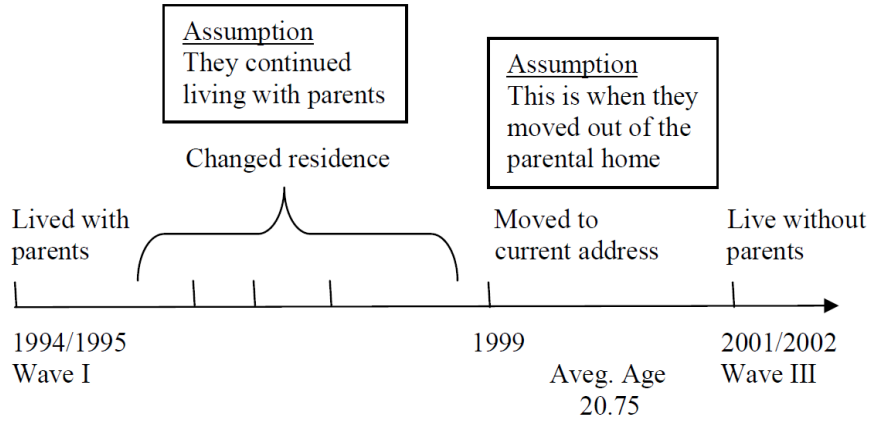 Assumption
They continued
living with parents
Assumption
This is when they
moved out of the
parental home
Changed residence
Lived with
parents
Moved to
current address
Live without
parents
1994/1995
Wave I
1999
Aveg. Age
20.75
2001/2002
Wave III